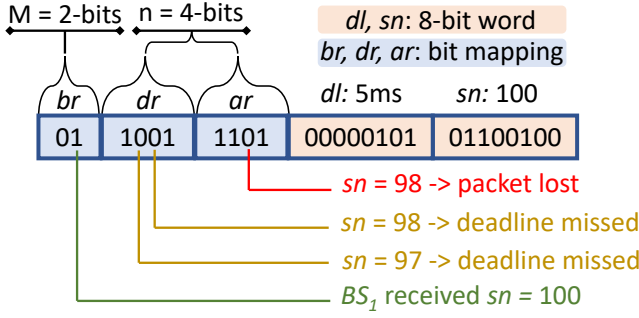 M = 2-bits
n = 4-bits
dl, sn: 8-bit word
br, dr, ar: bit mapping
br
dr
ar
dl: 5ms
sn: 100
01
1001
1101
00000101
01100100
sn = 98 -> packet lost
sn = 98 -> deadline missed
sn = 97 -> deadline missed
BS₁ received sn = 100